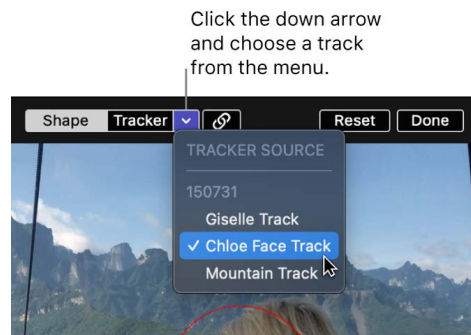 Click the down arrow
and choose a track
from the menu.
Shape Tracker Reset Done
TRACKER SOURCE
150731
Giselle Track
✓ Chloe Face Track
Mountain Track